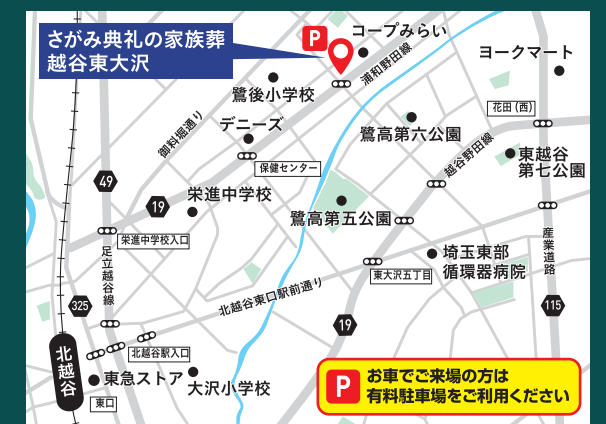 さがみ典礼の家族葬
越谷東大沢
P
コープみらい
ヨークマート
浦和野田線
鷺後小学校
花田(西)
御料堀通り
デニーズ
鷺高第六公園
越谷野田線
東越谷
第七公園
保健センター
49
19
栄進中学校
鷺高第五公園
栄進中学校入口
足立越谷線
埼玉東部
循環器病院
産業道路
東大沢五丁目
325
北越谷東口駅前通り
115
19
北越谷
北越谷駅入口
東急ストア
大沢小学校
東口
P
お車でご来場の方は
有料駐車場をご利用ください